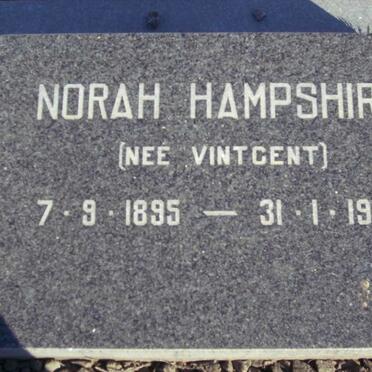 NORAH HAMPSHIR
(NEE VINTCENT)
7·9·1895 — 31·1·19